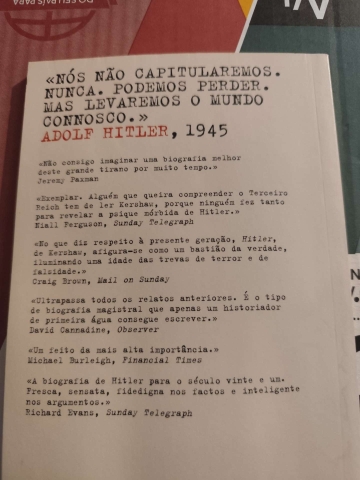 DO FEI URAIS PARA
«NÓS NÃO CAPITULAREMOS.
NUNCA. PODEMOS PERDER.
MAS LEVAREMOS O MUNDO
CONNOSCO.»
ADOLF HITLER, 1945
«Não consigo imaginar uma biografia melhor
deste grande tirano por muito tempo.»
Jeremy Paxman
«Exemplar. Alguém que queira compreender o Terceiro
Reich tem de ler Kershaw, porque ninguém fez tanto
para revelar a psique mórbida de Hitler.»
Niall Ferguson, Sunday Telegraph
«No que diz respeito à presente geração, Hitler,
de Kershaw, afigura-se como um bastião da verdade,
iluminando uma idade das trevas de terror e de
falsidade.»
Craig Brown, Mail on Sunday
«Ultrapassa todos os relatos anteriores. É o tipo
de biografia magistral que apenas um historiador
de primeira água consegue escrever.»
David Cannadine, Observer
«Um feito da mais alta importância.»
Michael Burleigh, Financial Times
«A biografia de Hitler para o século vinte e um.
Fresca, sensata, fidedigna nos factos e inteligente
nos argumentos.»
Richard Evans, Sunday Telegraph